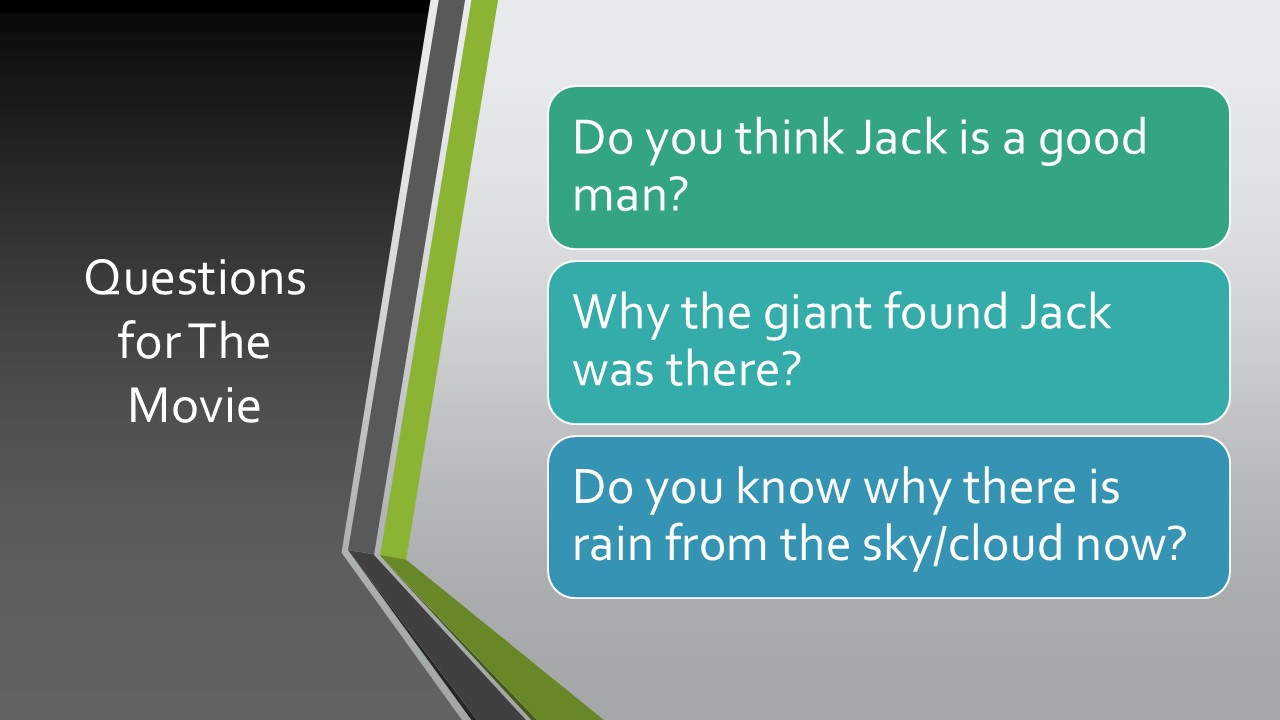 Questions
for The
Movie
Do you think Jack is a good
man?
Why the giant found Jack
was there?
Do you know why there is
rain from the sky/cloud now?